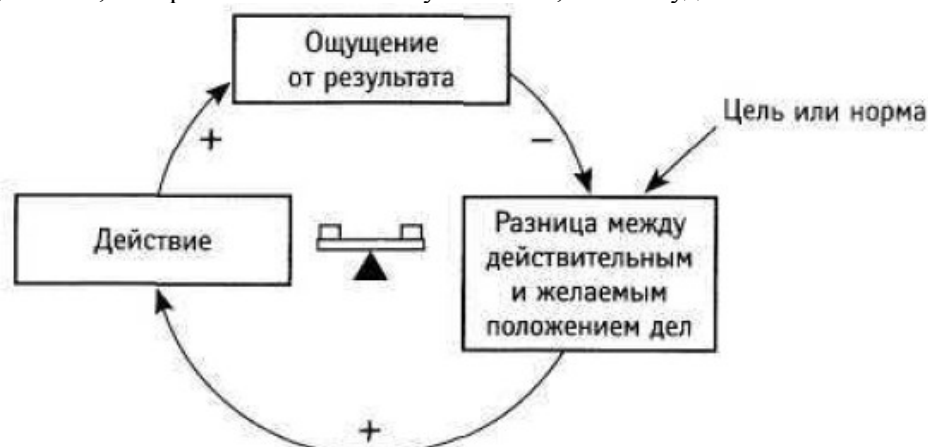 Ощущение
от результата
Цель или норма
+
−
Действие
Разница между
действительным
и желаемым
положением дел
+